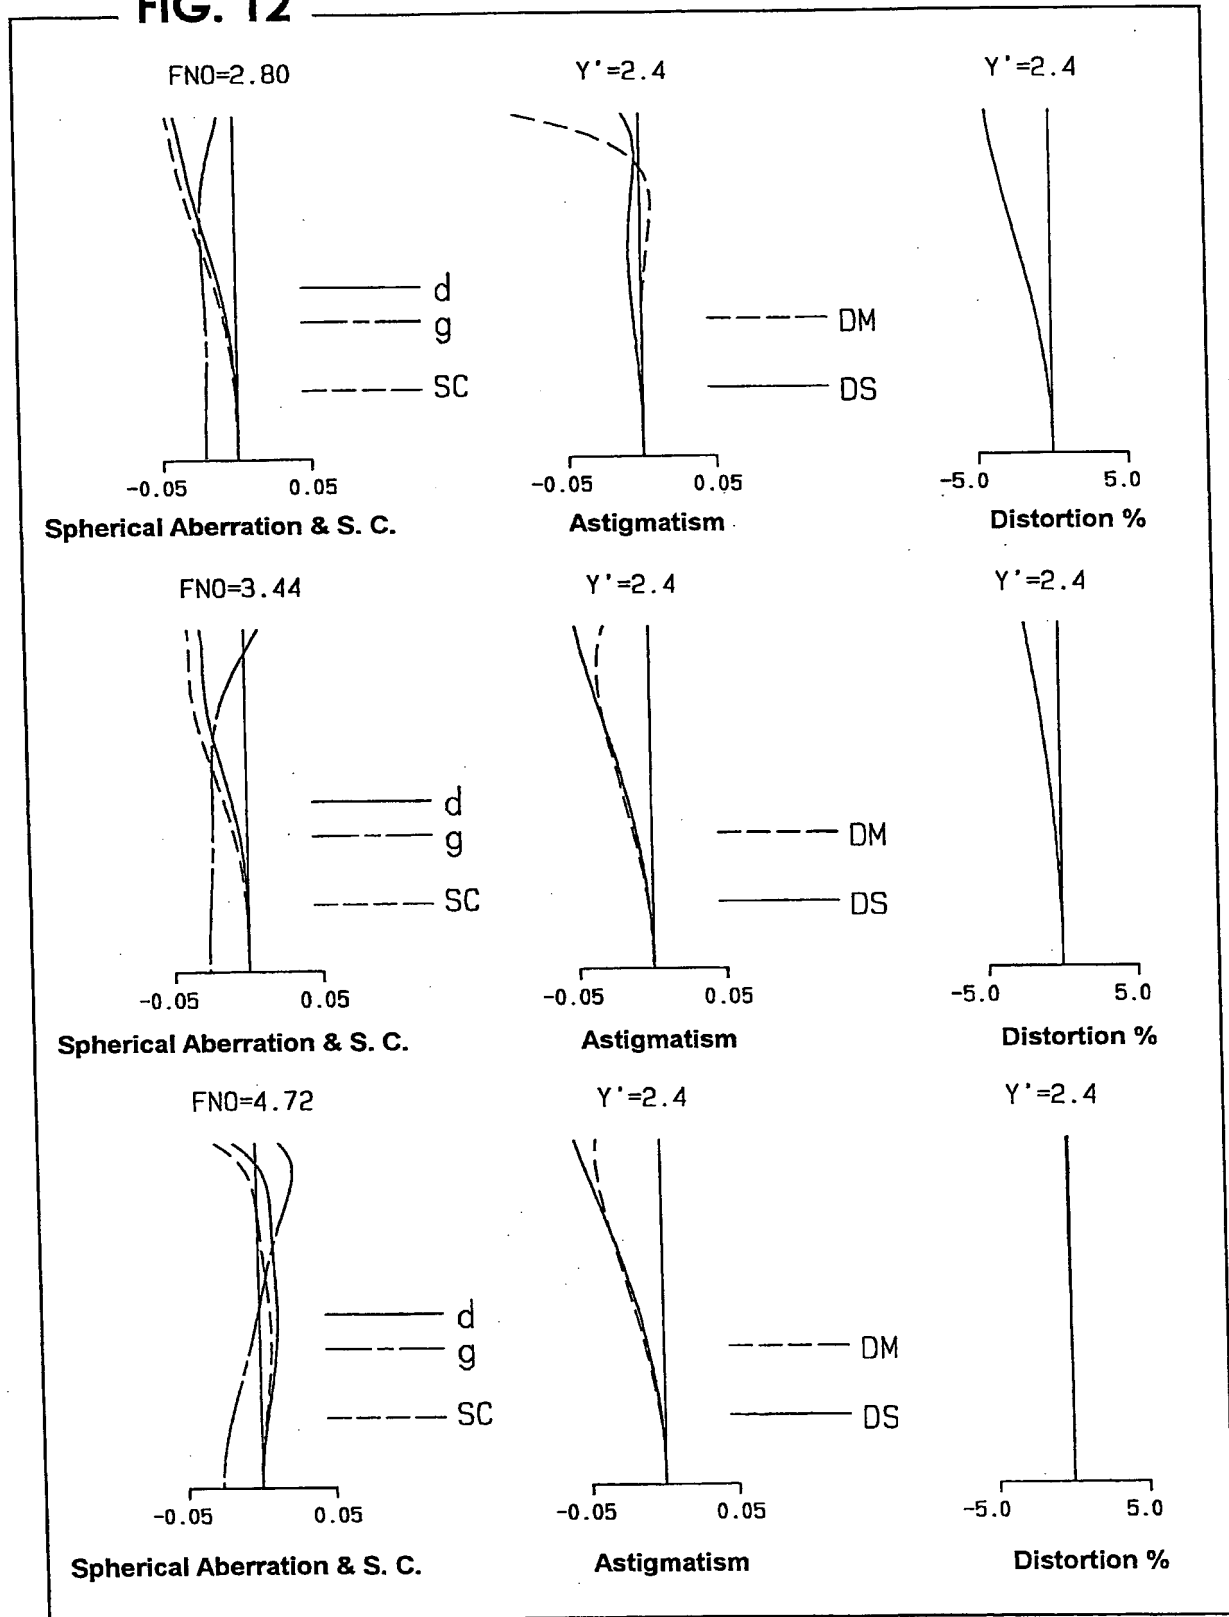 FIG. 12
FNO=2.80 Y'=2.4 Y'=2.4
d
g
SC
DM
DS
-0.05 0.05 -0.05 0.05 -5.0 5.0
Spherical Aberration & S. C. Astigmatism Distortion %
FNO=3.44 Y'=2.4 Y'=2.4
d
g
SC
DM
DS
-0.05 0.05 -0.05 0.05 -5.0 5.0
Spherical Aberration & S. C. Astigmatism Distortion %
FNO=4.72 Y'=2.4 Y'=2.4
d
g
SC
DM
DS
-0.05 0.05 -0.05 0.05 -5.0 5.0
Spherical Aberration & S. C. Astigmatism Distortion %